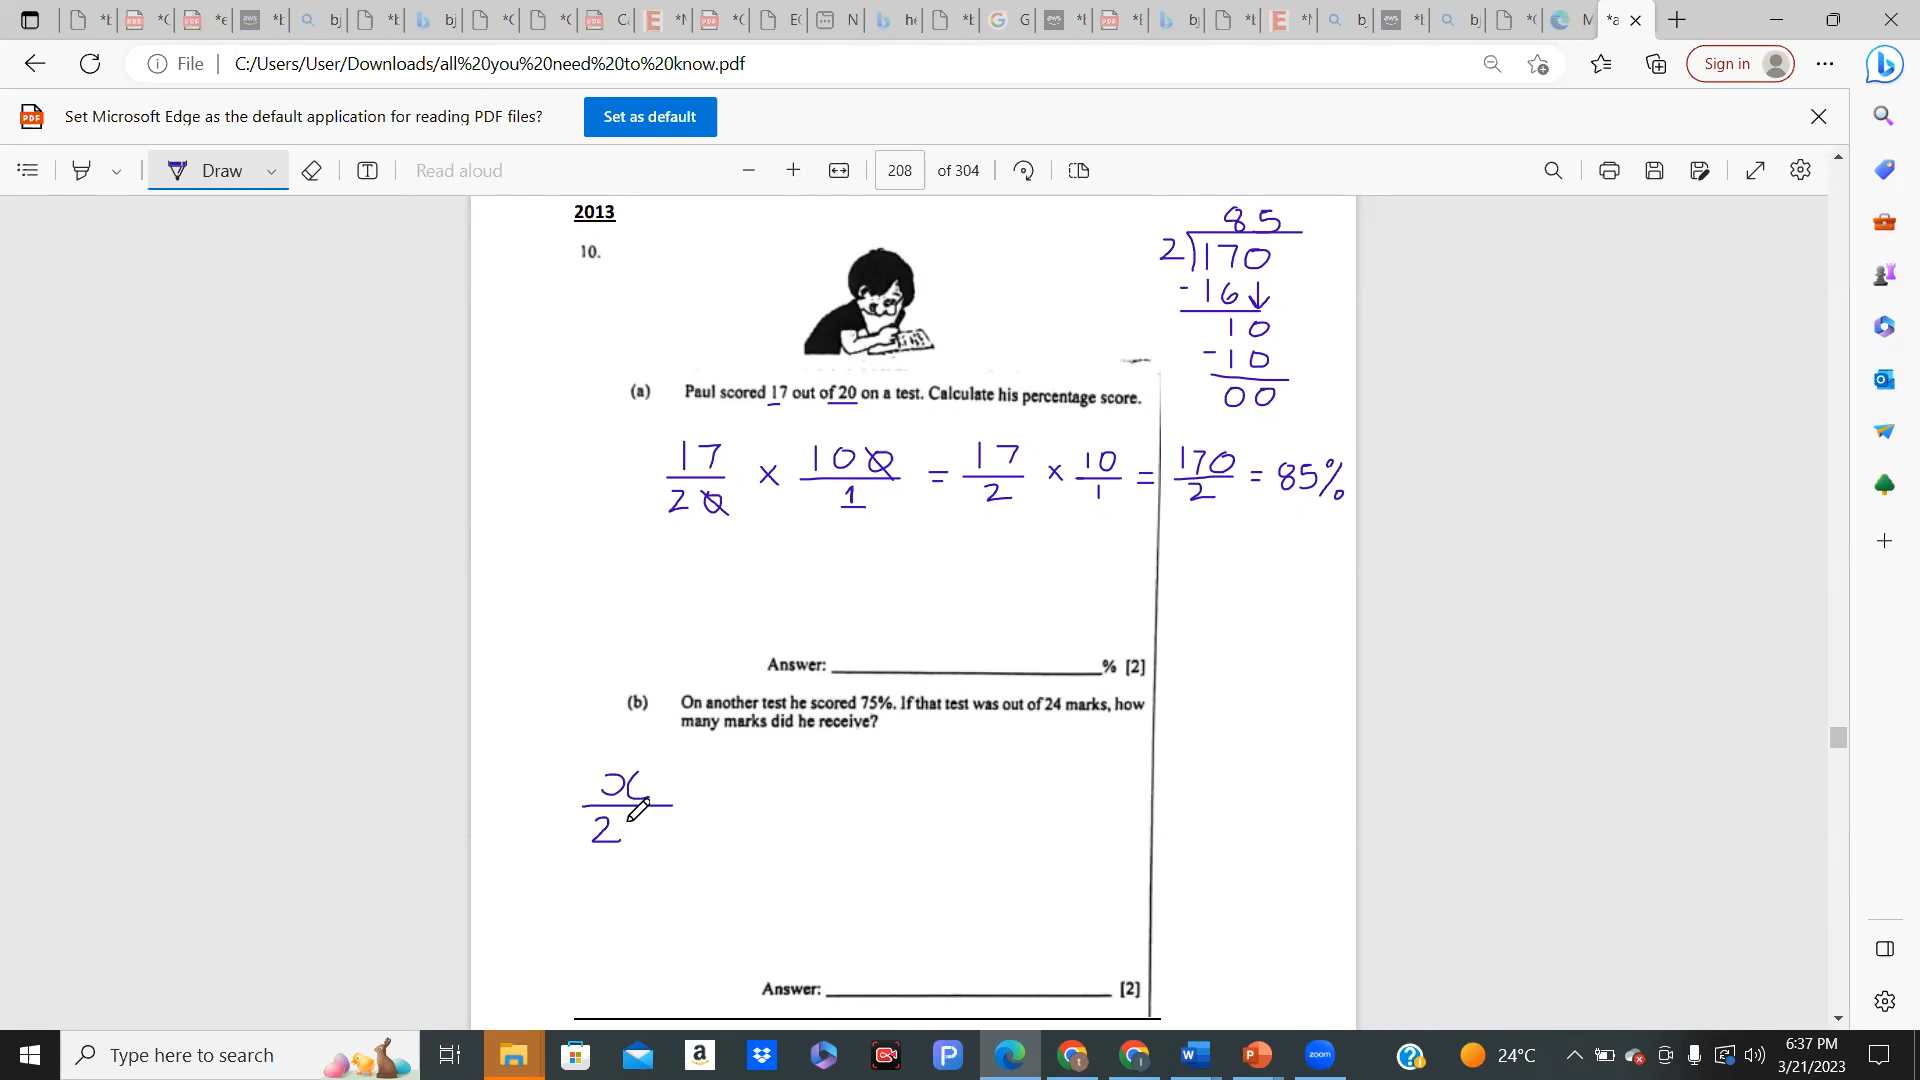 File C:/Users/User/Downloads/all%20you%20need%20to%20know.pdf
Sign in
Set Microsoft Edge as the default application for reading PDF files?
Set as default
Draw
Read aloud
208 of 304
2013
10.
85
2)170
-16↓
10
-10
00
(a) Paul scored 17 out of 20 on a test. Calculate his percentage score.
17/20 × 100/1 = 17/2 × 10/1 = 170/2 = 85%
Answer: ____________ % [2]
(b) On another test he scored 75%. If that test was out of 24 marks, how
many marks did he receive?
x
2
Answer: ____________ [2]
Type here to search
24°C
6:37 PM
3/21/2023